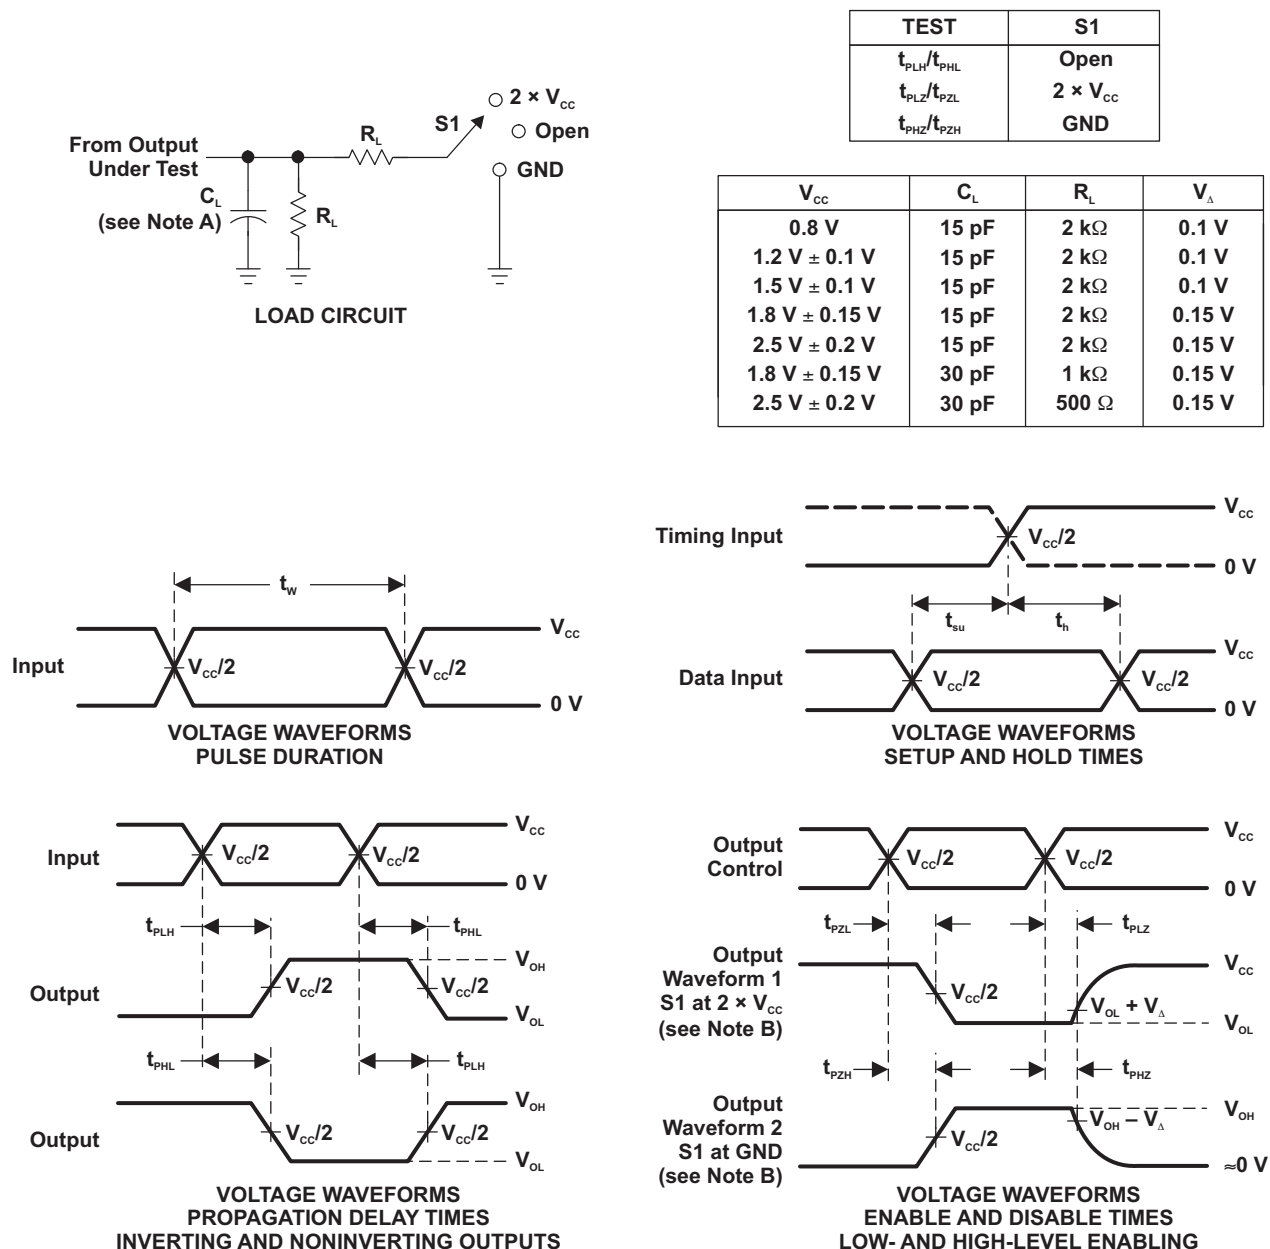 TEST S1
tPLH/tPHL Open
tPLZ/tPZL 2 × VCC
tPHZ/tPZH GND
2 × VCC
S1
Open
GND
RL
From Output
Under Test
CL
(see Note A)
RL
LOAD CIRCUIT
VCC CL RL VΔ
0.8 V 15 pF 2 kΩ 0.1 V
1.2 V ± 0.1 V 15 pF 2 kΩ 0.1 V
1.5 V ± 0.1 V 15 pF 2 kΩ 0.1 V
1.8 V ± 0.15 V 15 pF 2 kΩ 0.15 V
2.5 V ± 0.2 V 15 pF 2 kΩ 0.15 V
1.8 V ± 0.15 V 30 pF 1 kΩ 0.15 V
2.5 V ± 0.2 V 30 pF 500 Ω 0.15 V
tW
VCC
Input VCC/2 VCC/2
0 V
VOLTAGE WAVEFORMS
PULSE DURATION
VCC
Timing Input VCC/2
0 V
tsu th
VCC
Data Input VCC/2 VCC/2
0 V
VOLTAGE WAVEFORMS
SETUP AND HOLD TIMES
VCC
Input VCC/2 VCC/2
0 V
tPLH tPHL
VOH
Output VCC/2 VCC/2
VOL
tPHL tPLH
VOH
Output VCC/2 VCC/2
VOL
VOLTAGE WAVEFORMS
PROPAGATION DELAY TIMES
INVERTING AND NONINVERTING OUTPUTS
VCC
Output
Control
VCC/2 VCC/2
0 V
tPZL tPLZ
Output
Waveform 1
S1 at 2 × VCC
(see Note B)
VCC
VCC/2 VOL + VΔ
VOL
tPZH tPHZ
Output
Waveform 2
S1 at GND
(see Note B)
VOH
VCC/2 VOH – VΔ
≈0 V
VOLTAGE WAVEFORMS
ENABLE AND DISABLE TIMES
LOW- AND HIGH-LEVEL ENABLING